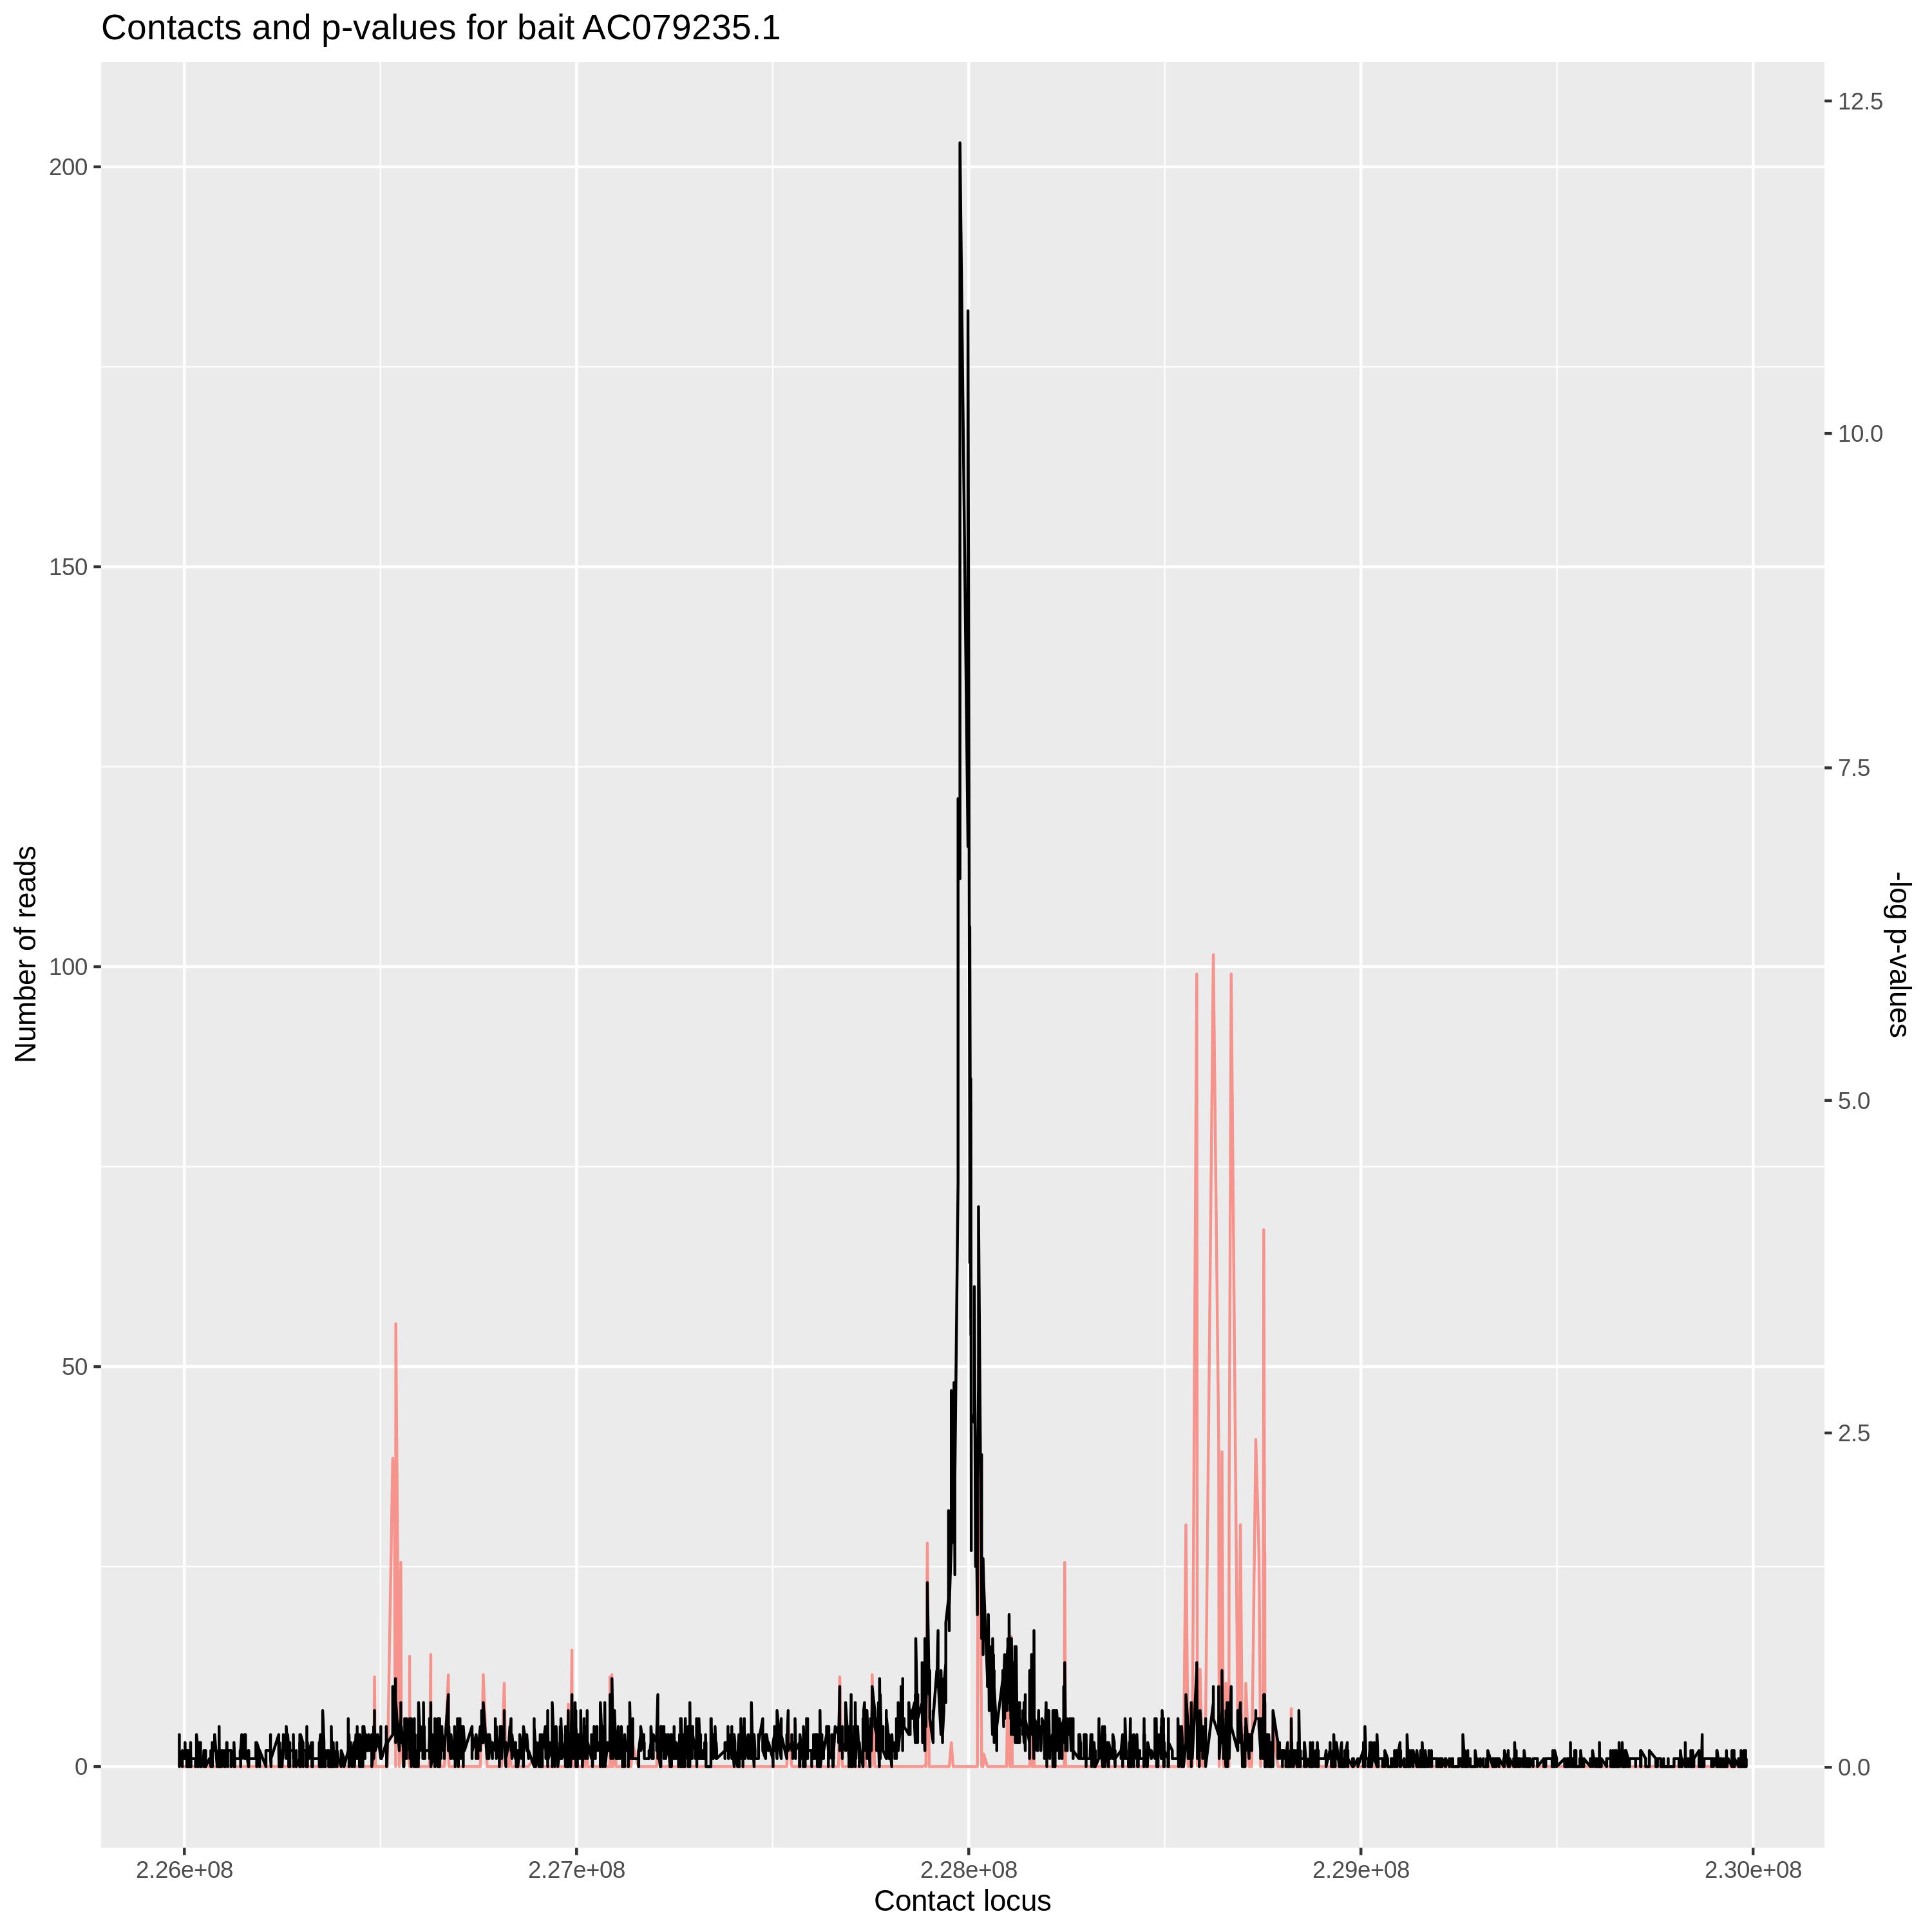 Contacts and p-values for bait AC079235.1
12.5
200
10.0
150
7.5
Number of reads
-log p-values
100
5.0
50
2.5
0
0.0
2.26e+08 2.27e+08 2.28e+08 2.29e+08 2.30e+08
Contact locus